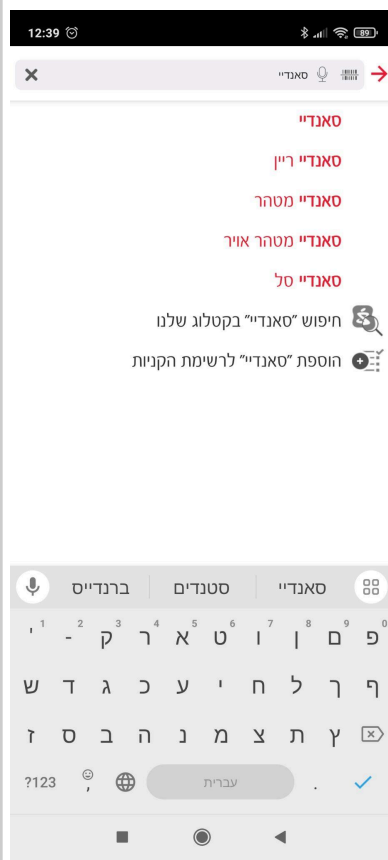 12:39
89
סאנדיי
סאנדיי
סאנדיי ריין
סאנדיי מטהר
סאנדיי מטהר אויר
סאנדיי סל
חיפוש "סאנדיי" בקטלוג שלנו
הוספת "סאנדיי" לרשימת הקניות
סאנדיי סטנדים ברנדייס
1 2 3 4 5 6 7 8 9 0
' - ק ר א ט ו ן ם פ
ש ד ג כ ע י ח ל ך ף
ז ס ב ה נ מ צ ת ץ
?123 , עברית .